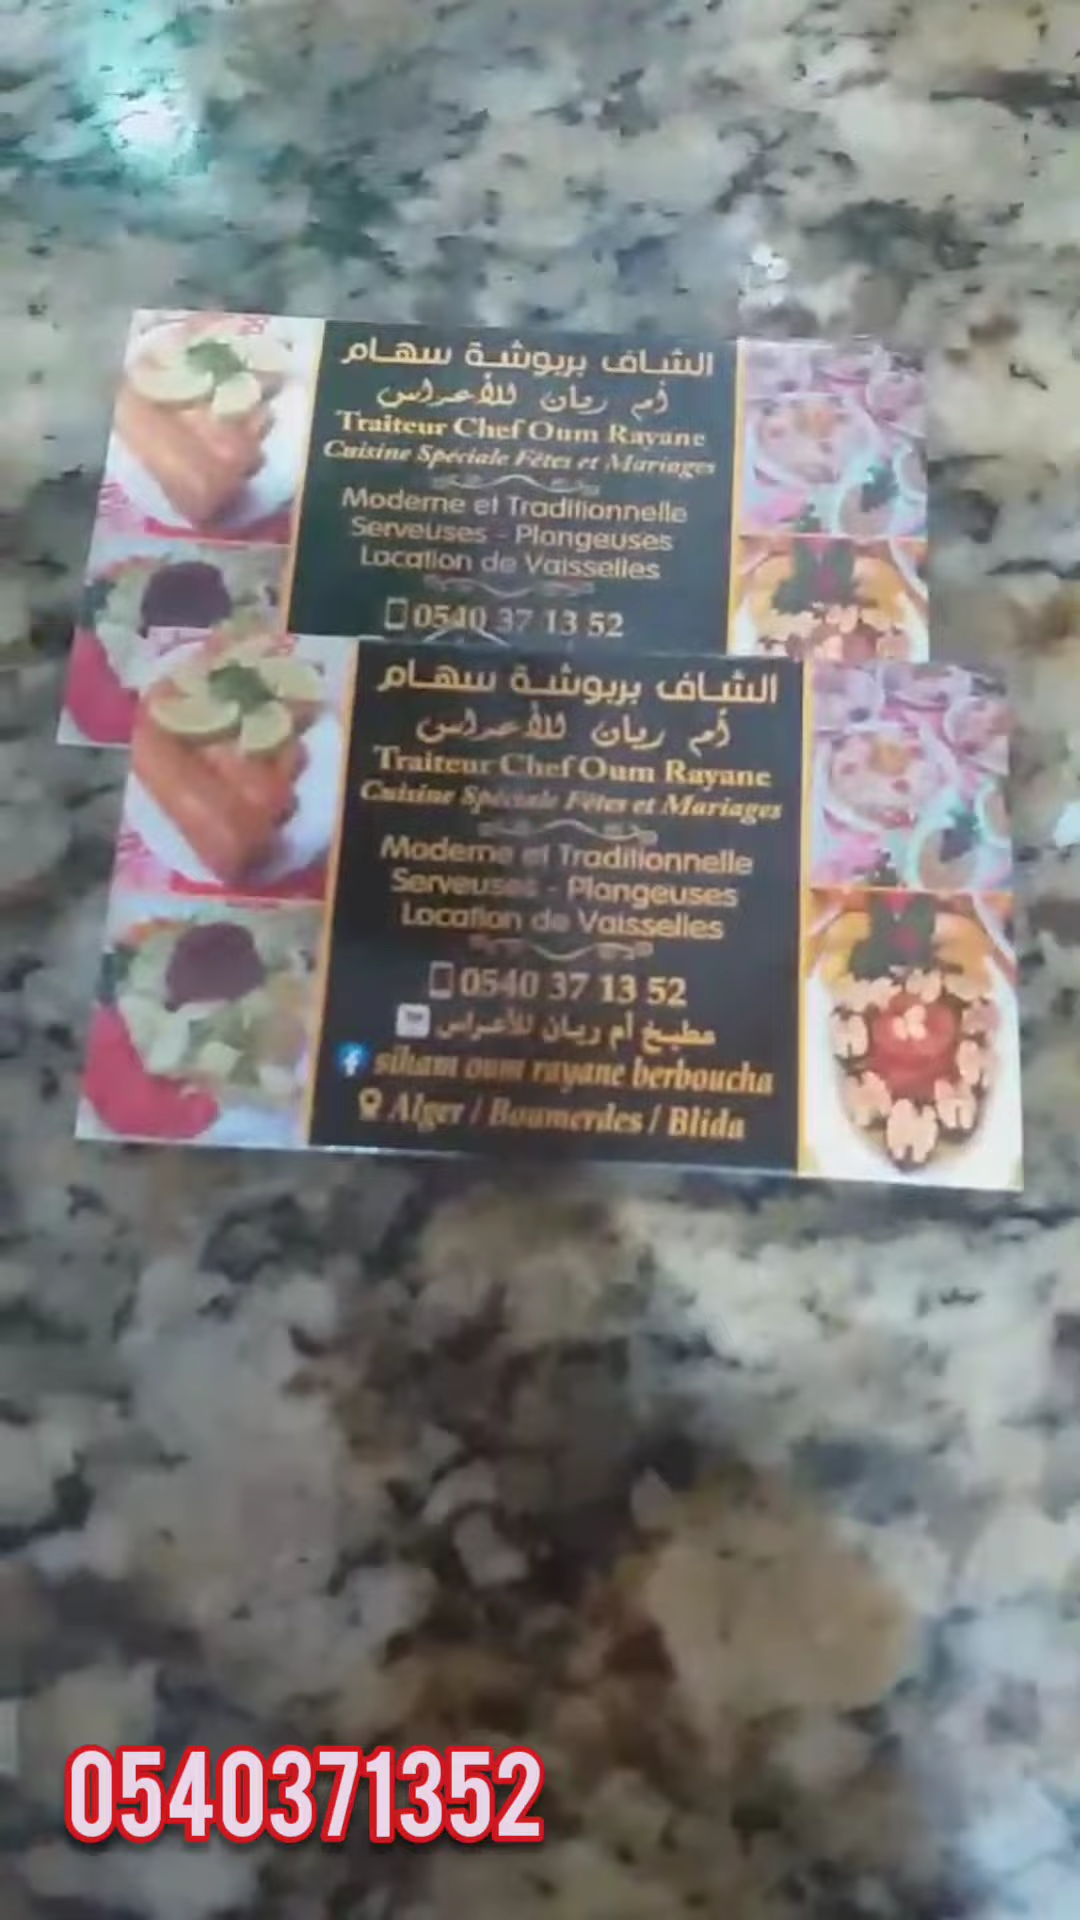 الشاف بربوشة سهام
أم ريان للأعراس
Traiteur Chef Oum Rayane
Cuisine Spéciale Fêtes et Mariages
Moderne et Traditionnelle
Serveuses - Plongeuses
Location de Vaisselles
0540 37 13 52
الشاف بربوشة سهام
أم ريان للأعراس
Traiteur Chef Oum Rayane
Cuisine Spéciale Fêtes et Mariages
Moderne et Traditionnelle
Serveuses - Plongeuses
Location de Vaisselles
0540 37 13 52
مطبخ أم ريان للأعراس
siham oum rayane berboucha
Alger / Boumerdes / Blida
0540371352